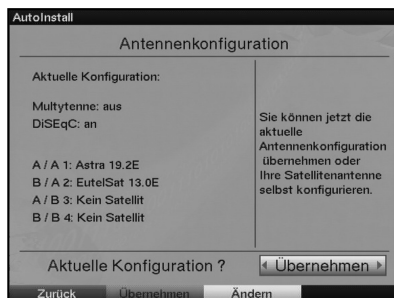 AutoInstall
Antennenkonfiguration
Aktuelle Konfiguration:
Multytenne: aus
DiSEqC: an
A / A 1: Astra 19.2E
B / A 2: EutelSat 13.0E
A / B 3: Kein Satellit
B / B 4: Kein Satellit
Sie können jetzt die
aktuelle
Antennenkonfiguration
übernehmen oder
Ihre Satellitenantenne
selbst konfigurieren.
Aktuelle Konfiguration ? Übernehmen
Zurück Übernehmen Ändern